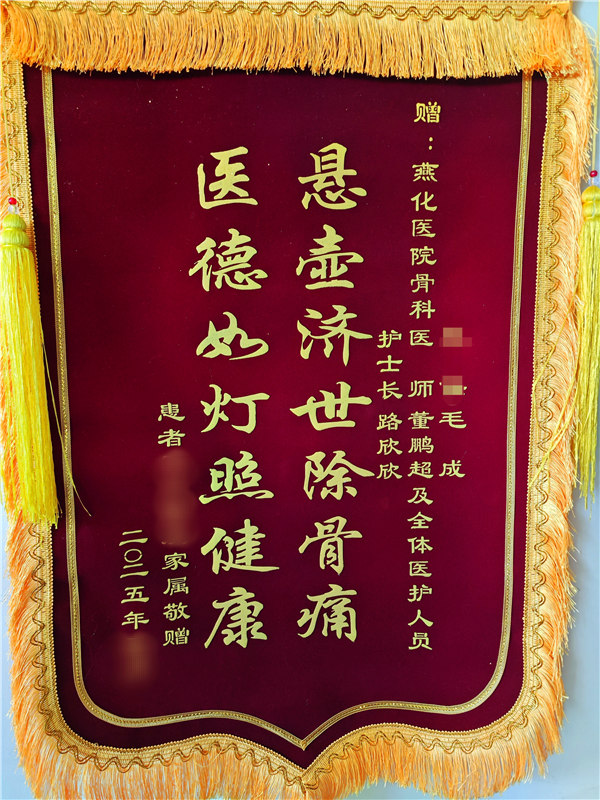 赠：燕化医院骨科医 师董鹏超及全体医护人员
毛成
护士长路欣欣
悬壶济世除骨痛
医德如灯照健康
患者 家属敬赠
二〇二五年